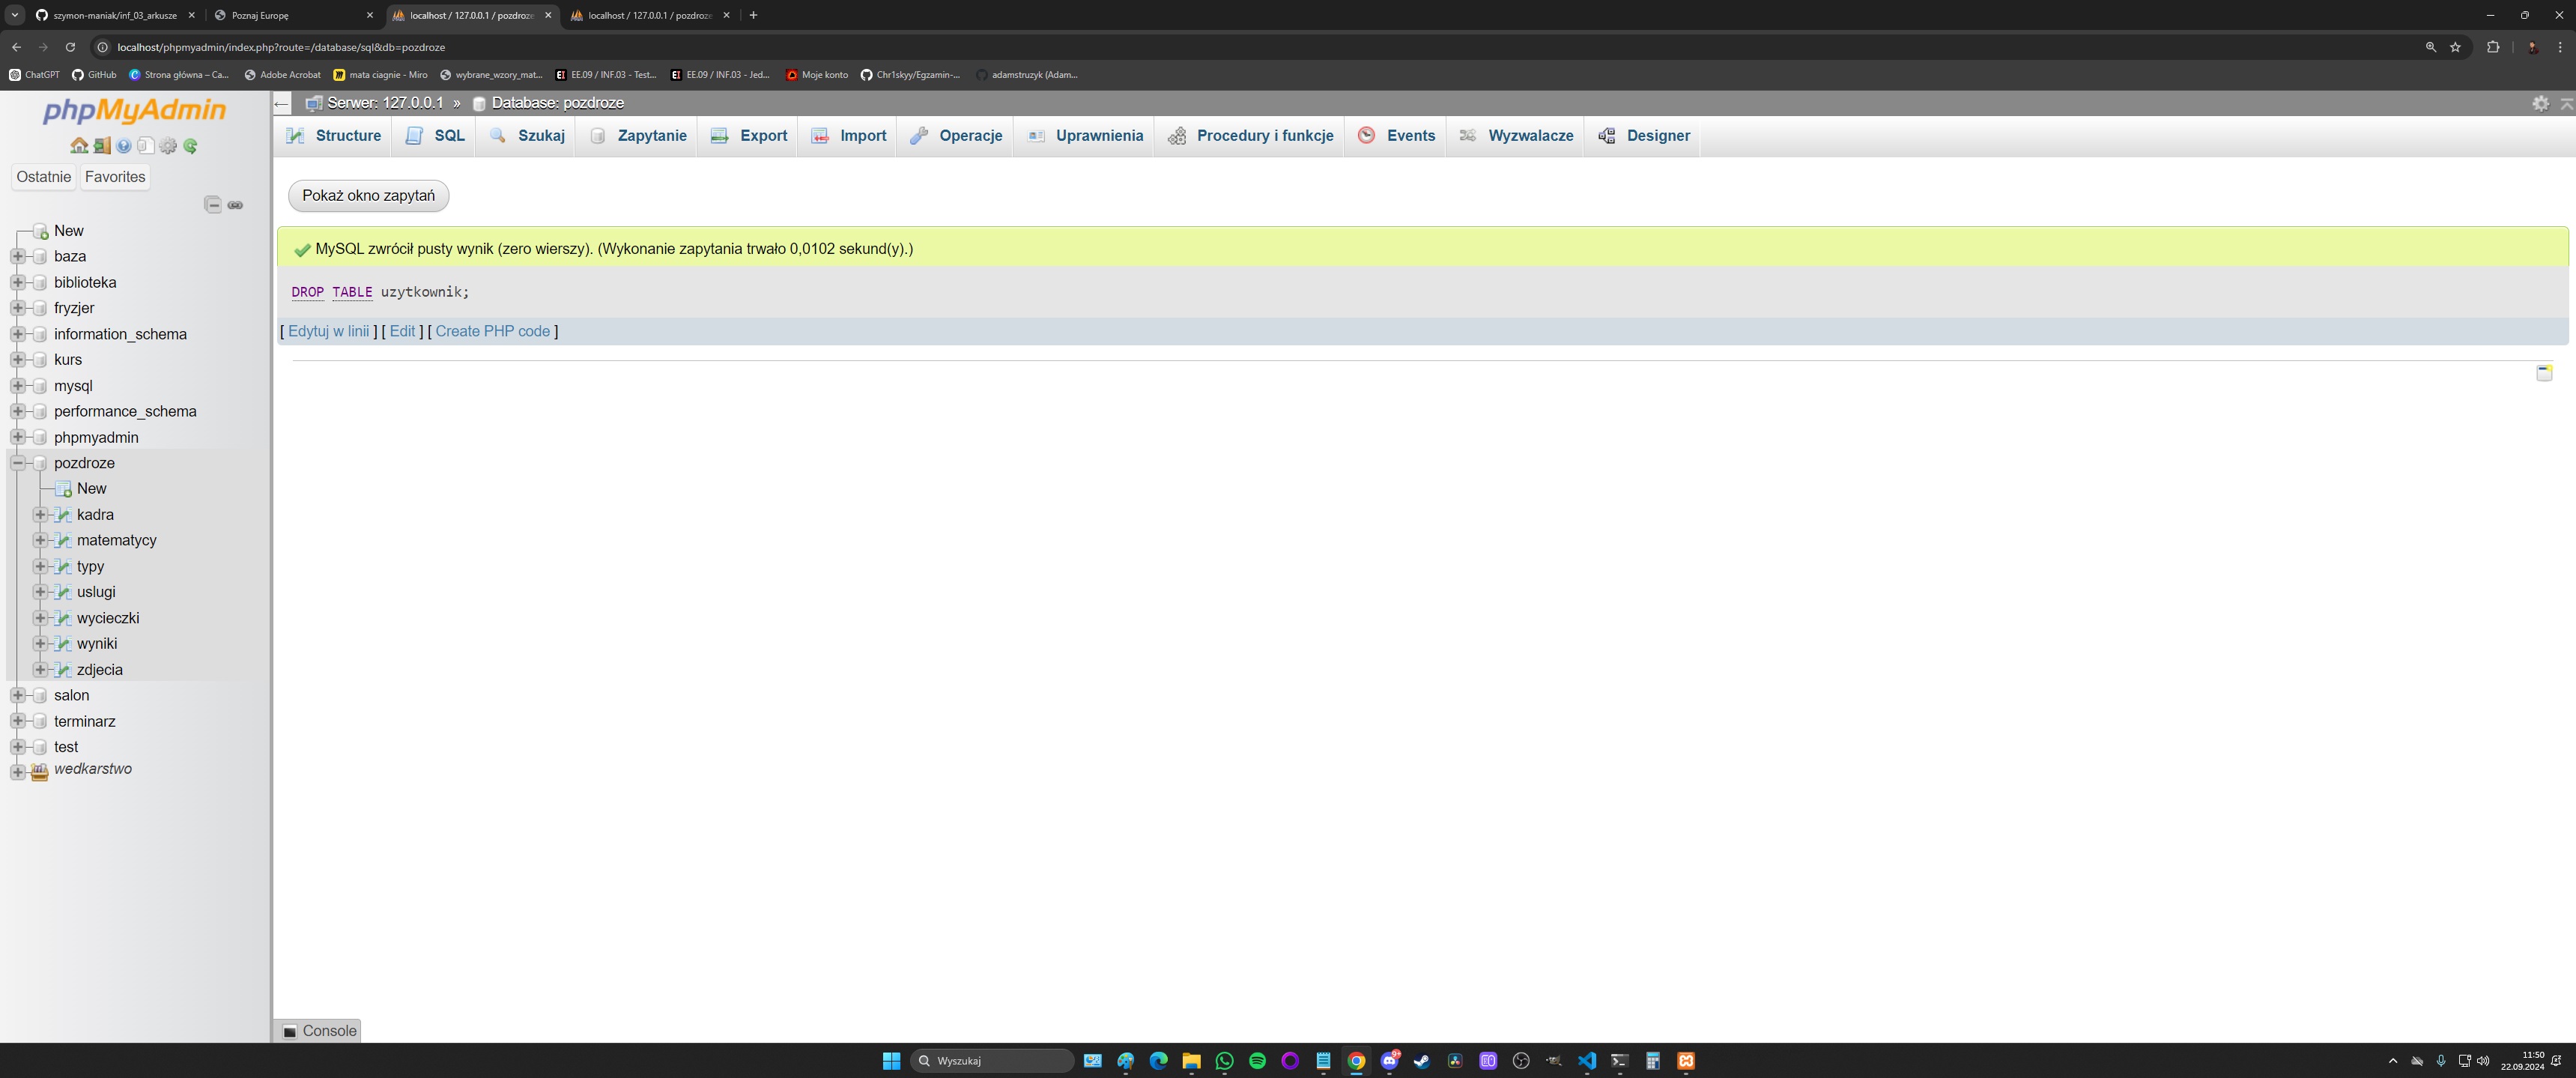 szymon-maniak/inf_03_arkusze
Poznaj Europę
localhost / 127.0.0.1 / pozdroze
localhost / 127.0.0.1 / pozdroze
localhost/phpmyadmin/index.php?route=/database/sql&db=pozdroze
ChatGPT
GitHub
Strona główna – Ca...
Adobe Acrobat
mata ciagnie - Miro
wybrane_wzory_mat...
EE.09 / INF.03 - Test...
EE.09 / INF.03 - Jed...
Moje konto
Chr1skyy/Egzamin-...
adamstruzyk (Adam...
phpMyAdmin
Ostatnie
Favorites
New
baza
biblioteka
fryzjer
information_schema
kurs
mysql
performance_schema
phpmyadmin
pozdroze
New
kadra
matematycy
typy
uslugi
wycieczki
wyniki
zdjecia
salon
terminarz
test
wedkarstwo
Serwer: 127.0.0.1 » Database: pozdroze
Structure
SQL
Szukaj
Zapytanie
Export
Import
Operacje
Uprawnienia
Procedury i funkcje
Events
Wyzwalacze
Designer
Pokaż okno zapytań
MySQL zwrócił pusty wynik (zero wierszy). (Wykonanie zapytania trwało 0,0102 sekund(y).)
DROP TABLE uzytkownik;
[ Edytuj w linii ] [ Edit ] [ Create PHP code ]
Console
Wyszukaj
9+
11:50
22.09.2024